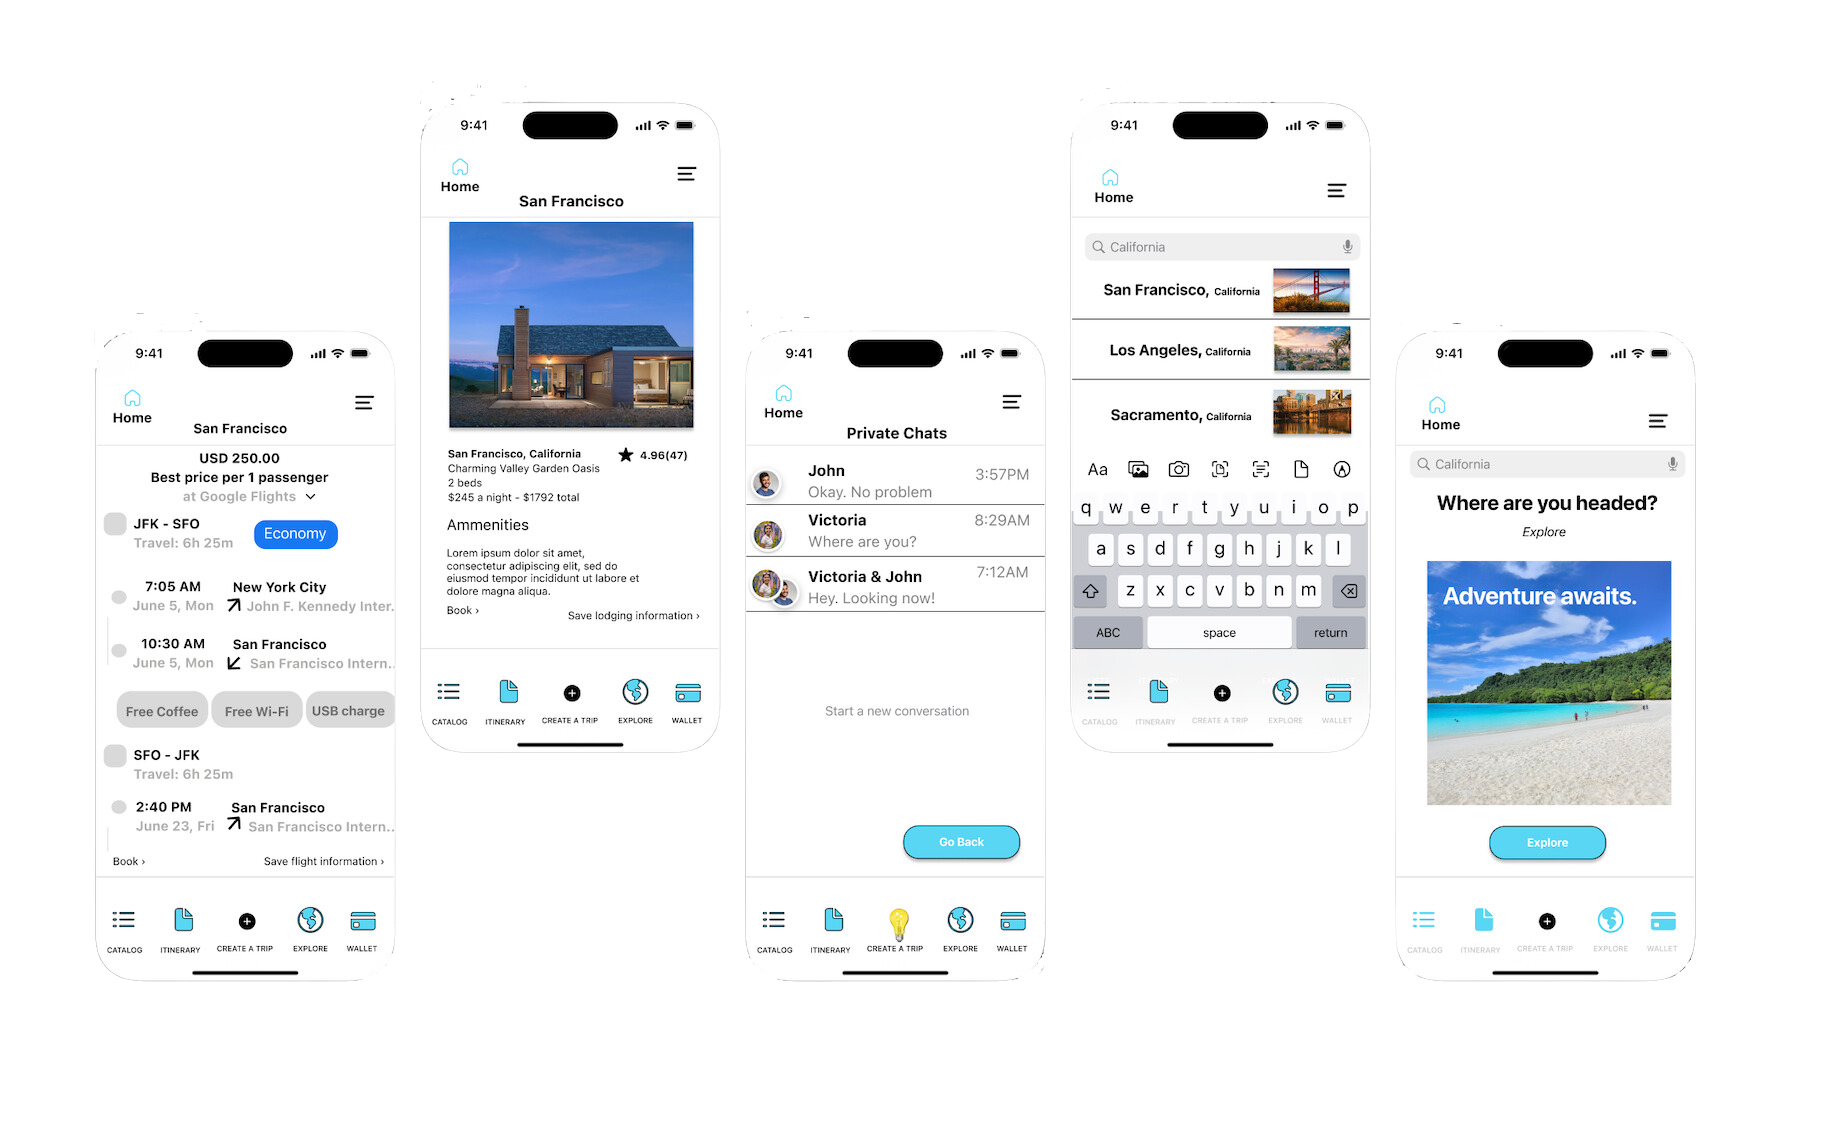 9:41
Home
San Francisco
USD 250.00
Best price per 1 passenger
at Google Flights
JFK - SFO
Travel: 6h 25m
Economy
7:05 AM New York City
June 5, Mon John F. Kennedy Inter.
10:30 AM San Francisco
June 5, Mon San Francisco Intern..
Free Coffee Free Wi-Fi USB charge
SFO - JFK
Travel: 6h 25m
2:40 PM San Francisco
June 23, Fri San Francisco Intern..
Book › Save flight information ›
CATALOG ITINERARY CREATE A TRIP EXPLORE WALLET
9:41
Home
San Francisco
San Francisco, California 4.96(47)
Charming Valley Garden Oasis
2 beds
$245 a night - $1792 total
Ammenities
Lorem ipsum dolor sit amet,
consectetur adipiscing elit, sed do
eiusmod tempor incididunt ut labore et
dolore magna aliqua.
Book › Save lodging information ›
CATALOG ITINERARY CREATE A TRIP EXPLORE WALLET
9:41
Home
Private Chats
John 3:57PM
Okay. No problem
Victoria 8:29AM
Where are you?
Victoria & John 7:12AM
Hey. Looking now!
Start a new conversation
Go Back
CATALOG ITINERARY CREATE A TRIP EXPLORE WALLET
9:41
Home
California
San Francisco, California
Los Angeles, California
Sacramento, California
Aa
q w e r t y u i o p
a s d f g h j k l
z x c v b n m
ABC space return
CATALOG ITINERARY CREATE A TRIP EXPLORE WALLET
9:41
Home
California
Where are you headed?
Explore
Adventure awaits.
Explore
CATALOG ITINERARY CREATE A TRIP EXPLORE WALLET